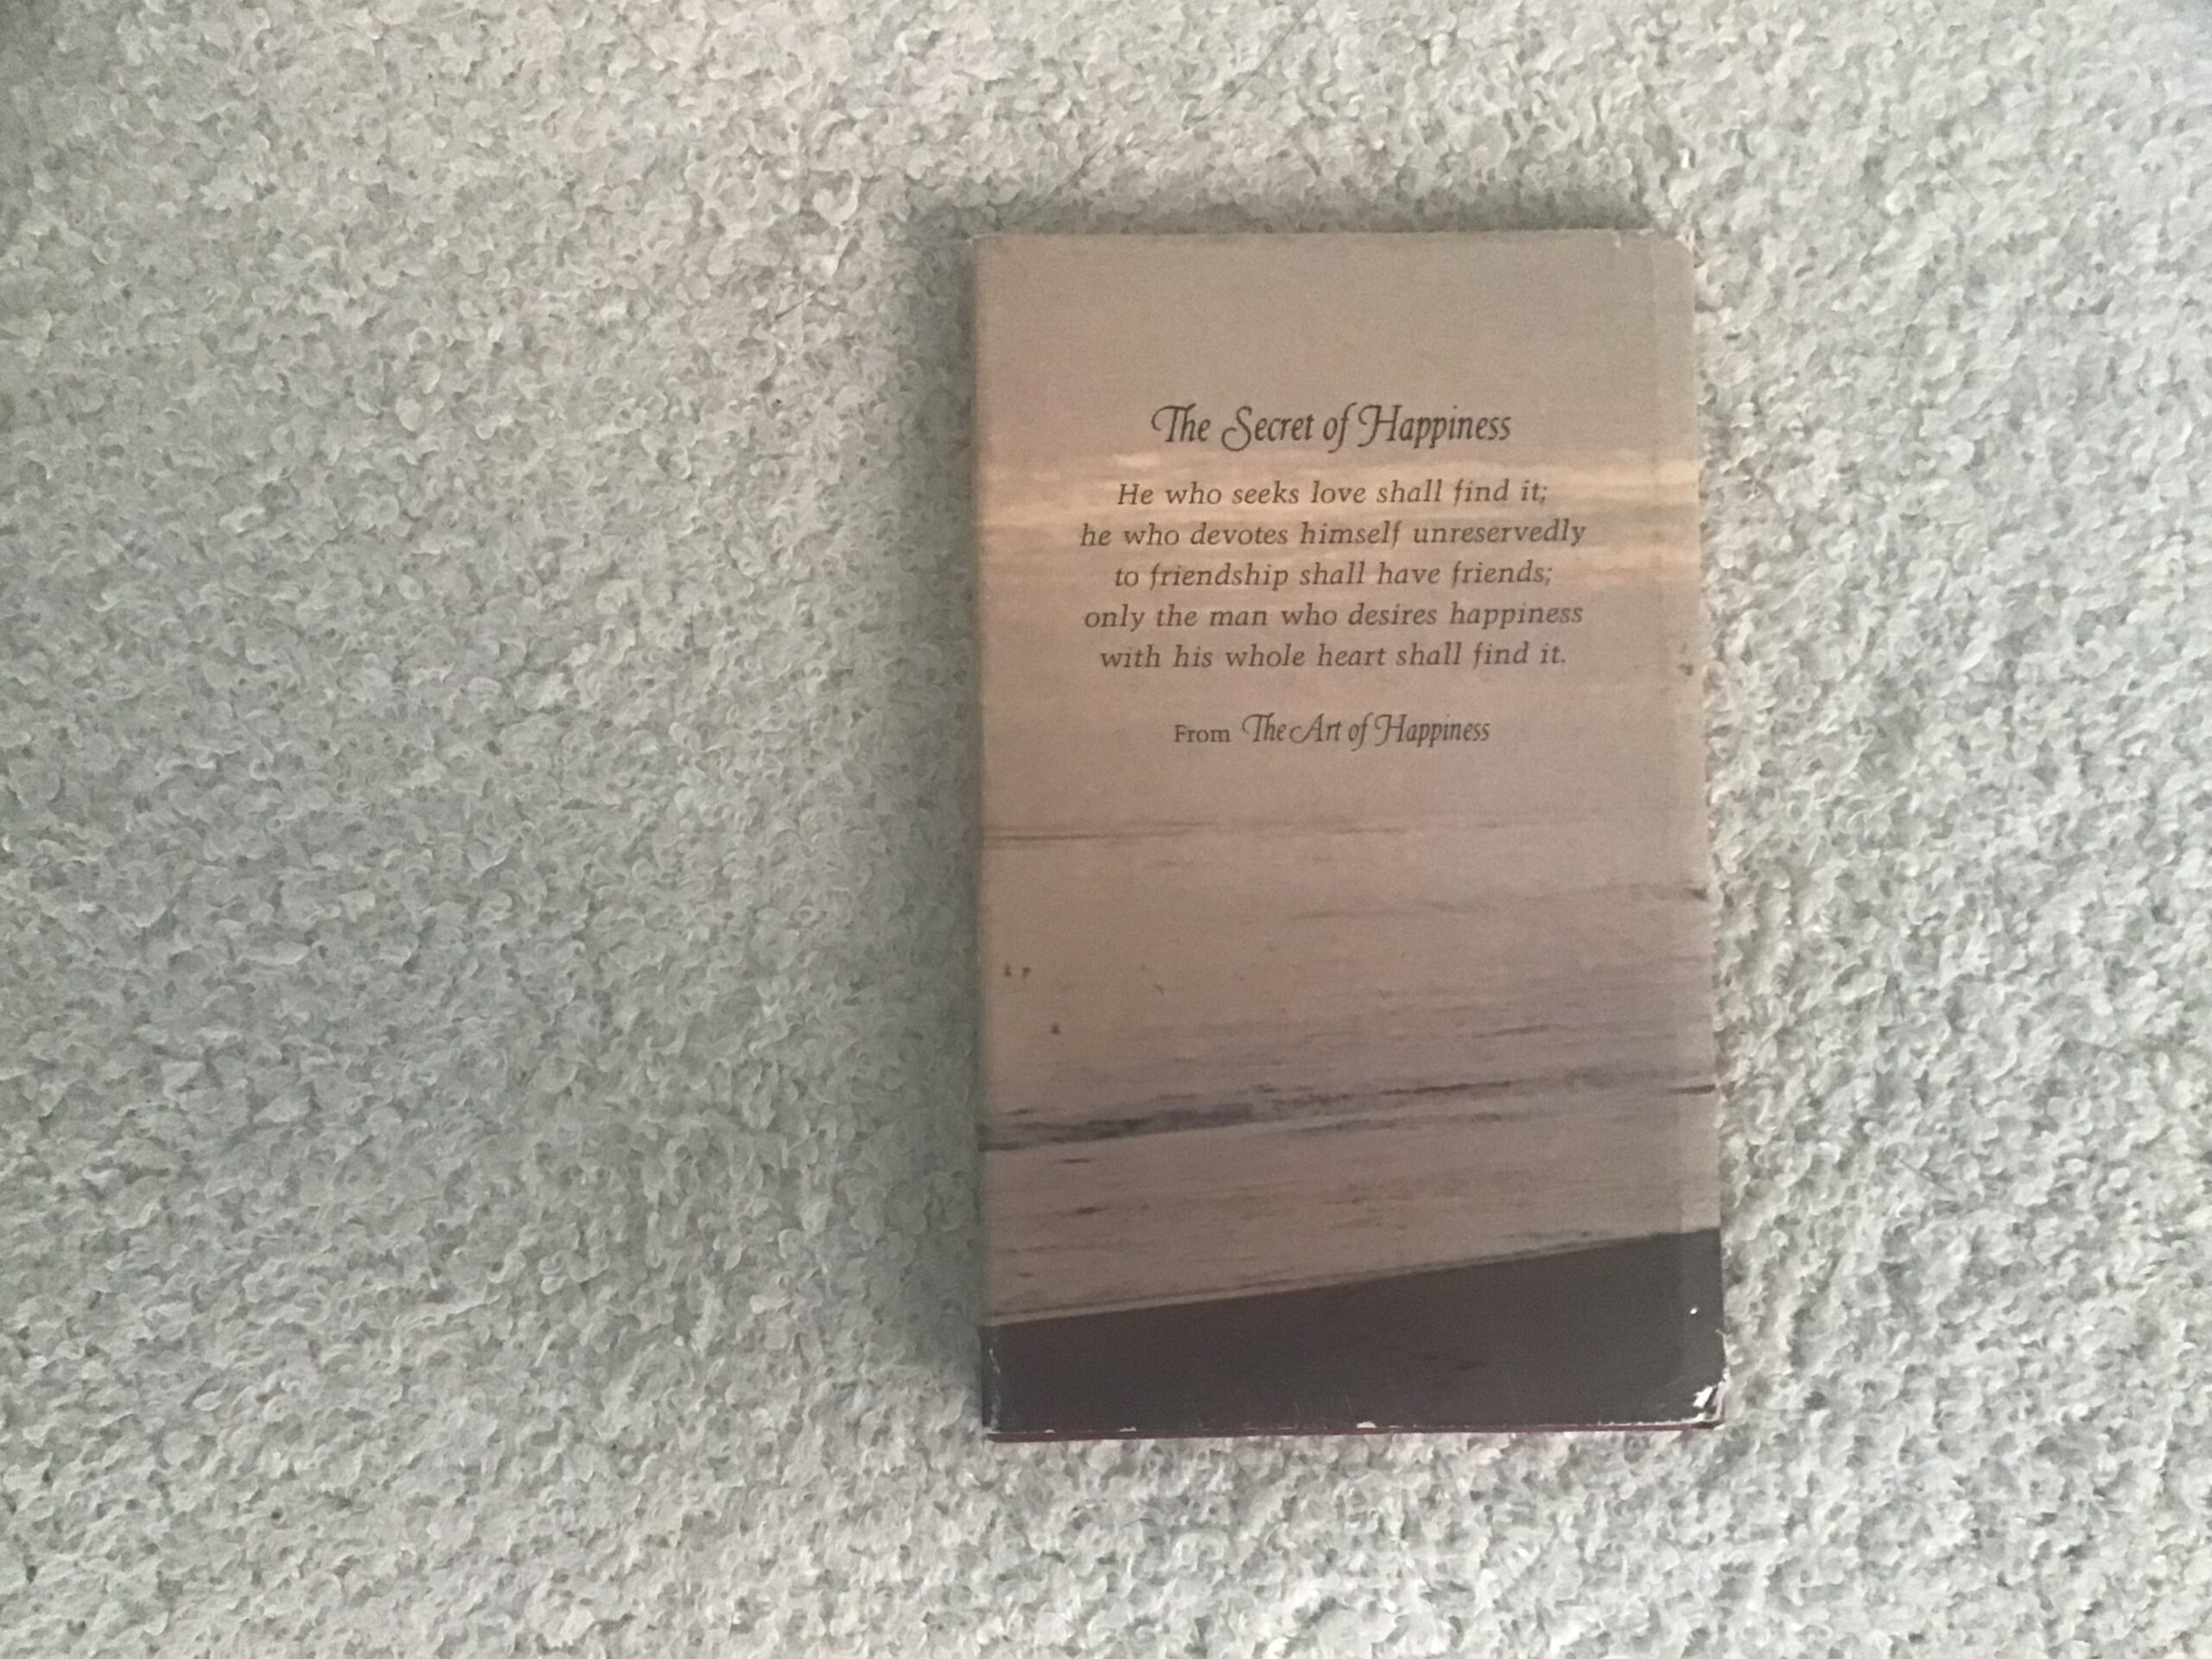 The Secret of Happiness
He who seeks love shall find it;
he who devotes himself unreservedly
to friendship shall have friends;
only the man who desires happiness
with his whole heart shall find it.
From The Art of Happiness